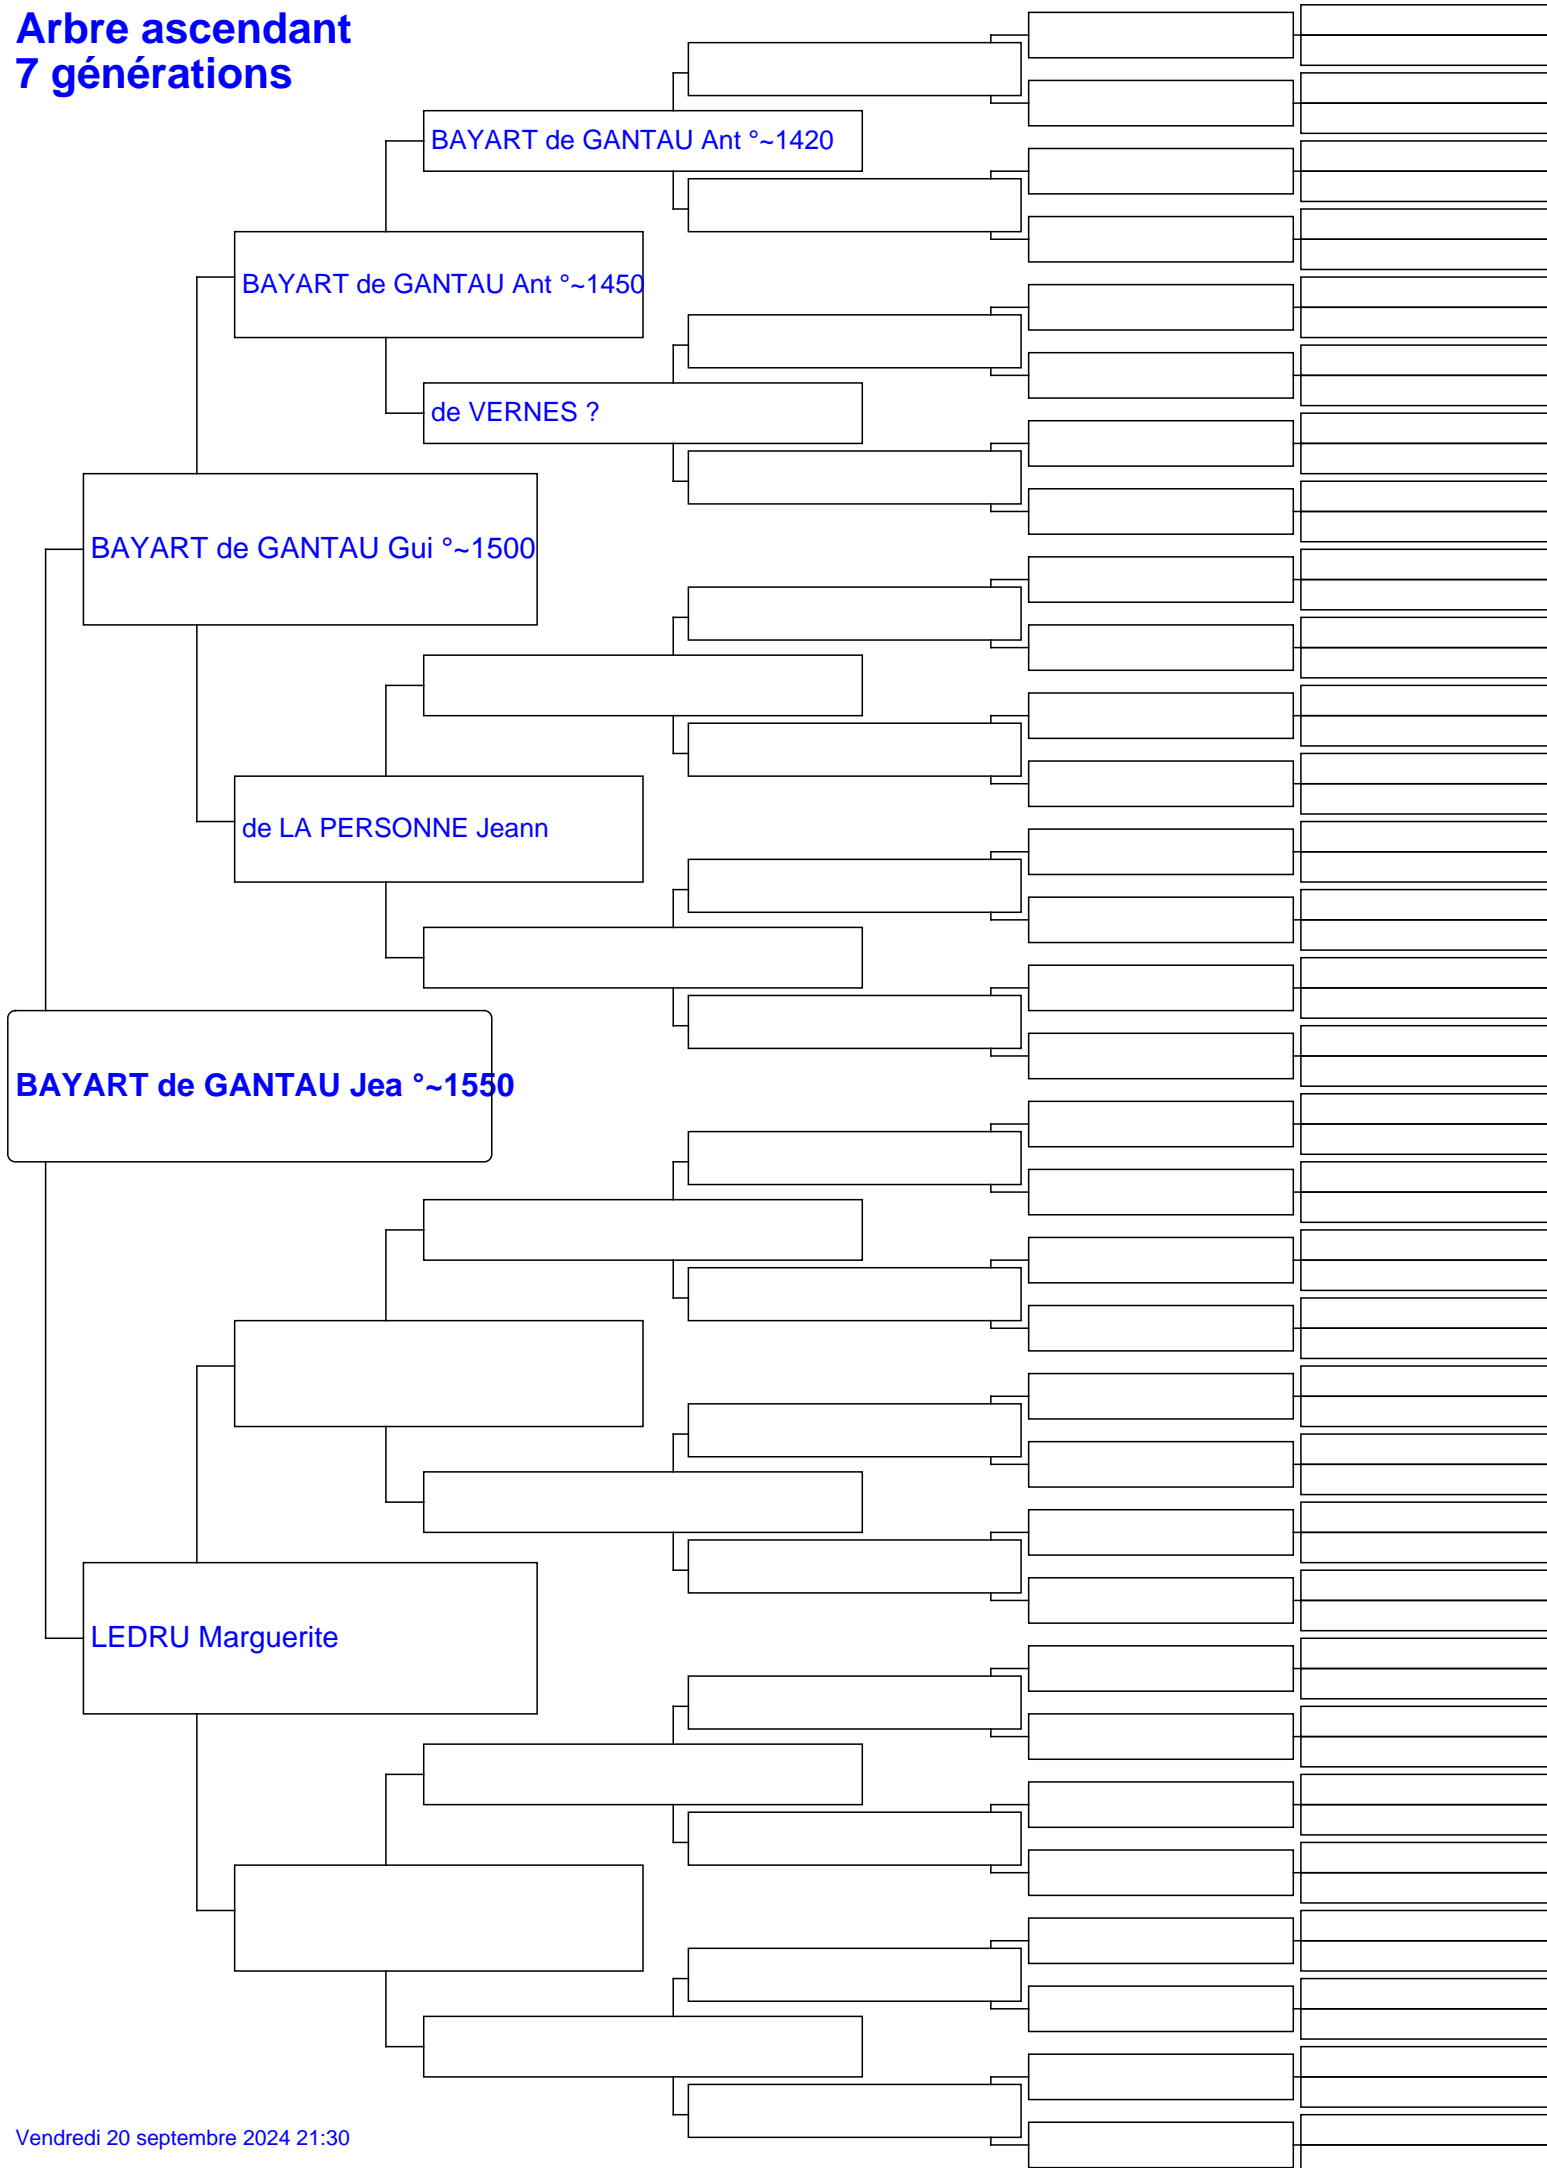 Arbre ascendant
7 générations
BAYART de GANTAU Ant °~1420
BAYART de GANTAU Ant °~1450
de VERNES ?
BAYART de GANTAU Gui °~1500
de LA PERSONNE Jeann
BAYART de GANTAU Jea °~1550
LEDRU Marguerite
Vendredi 20 septembre 2024 21:30